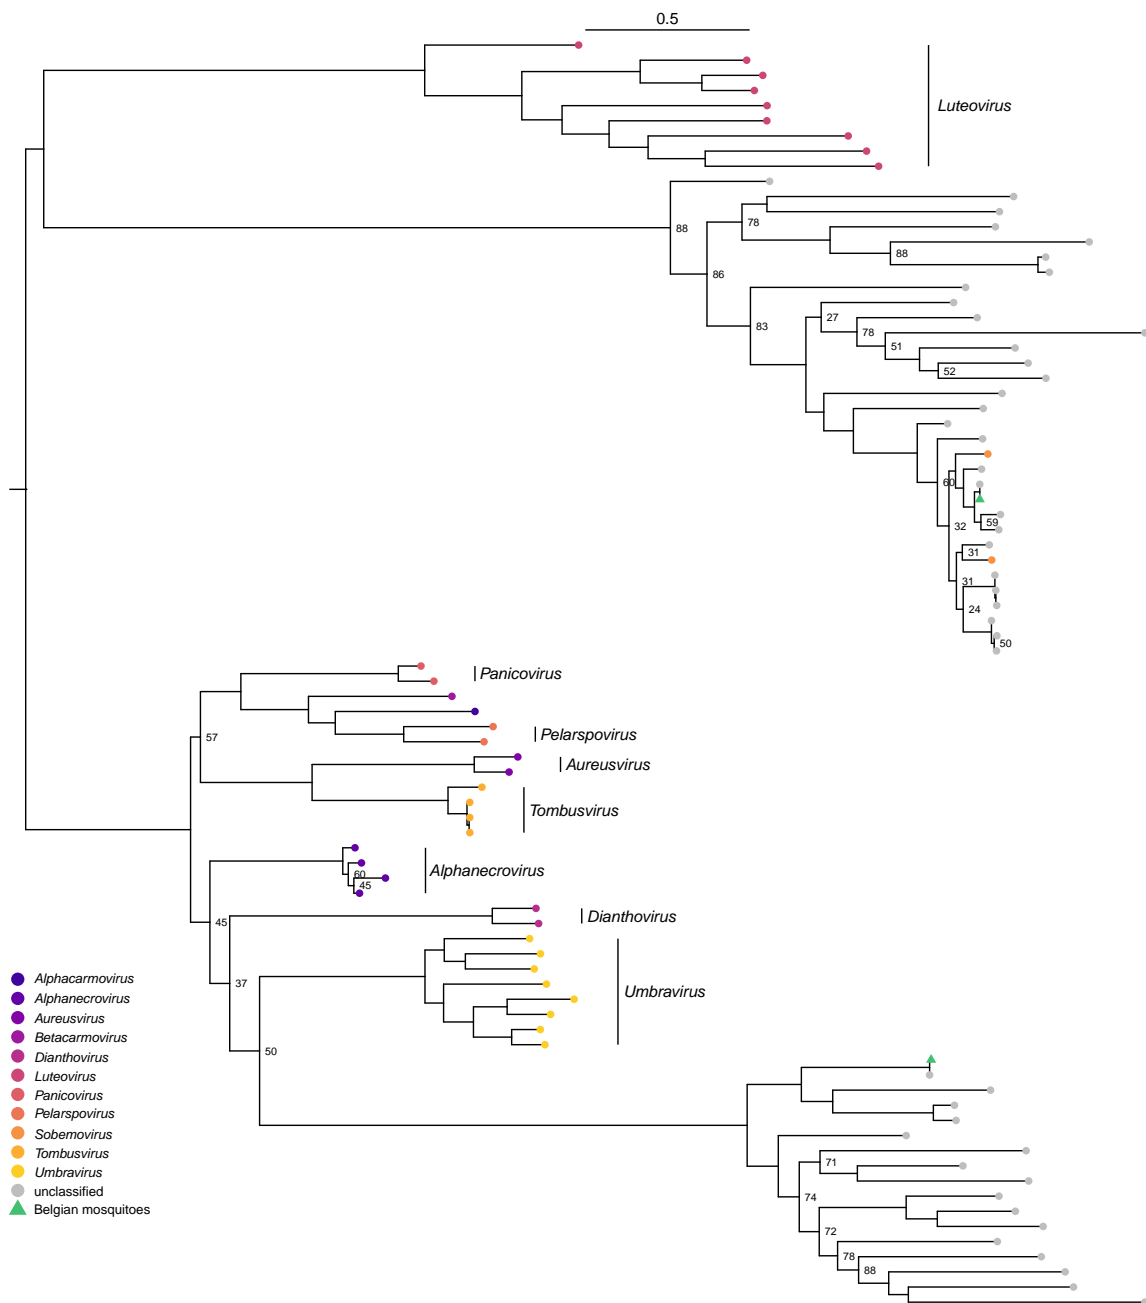 0.5
Luteovirus
88
78
88
86
83
27
78
51
52
60
32
59
31
31
24
50
Panicovirus
Pelarspovirus
57
Aureusvirus
Tombusvirus
Alphanecrovirus
60
45
Dianthovirus
45
Umbravirus
37
50
Alphacarmovirus
Alphanecrovirus
Aureusvirus
Betacarmovirus
Dianthovirus
Luteovirus
Panicovirus
Pelarspovirus
Sobemovirus
Tombusvirus
Umbravirus
unclassified
Belgian mosquitoes
71
74
72
78
88